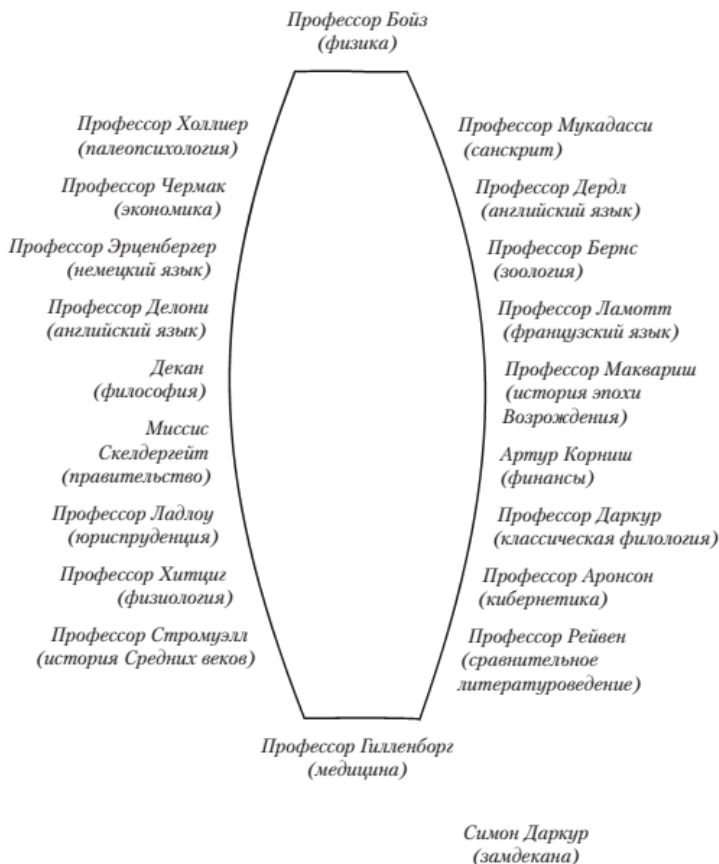 Профессор Бойз
(физика)
Профессор Холлиер
(палеопсихология)
Профессор Чермак
(экономика)
Профессор Эрценбергер
(немецкий язык)
Профессор Делони
(английский язык)
Декан
(философия)
Миссис
Скелдергейт
(правительство)
Профессор Ладлоу
(юриспруденция)
Профессор Хитциг
(физиология)
Профессор Стромуэлл
(история Средних веков)
Профессор Мукадасси
(санскрит)
Профессор Дердл
(английский язык)
Профессор Бернс
(зоология)
Профессор Ламотт
(французский язык)
Профессор Маквариш
(история эпохи
Возрождения)
Артур Корниш
(финансы)
Профессор Даркур
(классическая филология)
Профессор Аронсон
(кибернетика)
Профессор Рейвен
(сравнительное
литературоведение)
Профессор Гилленборг
(медицина)
Симон Даркур
(замдекана)